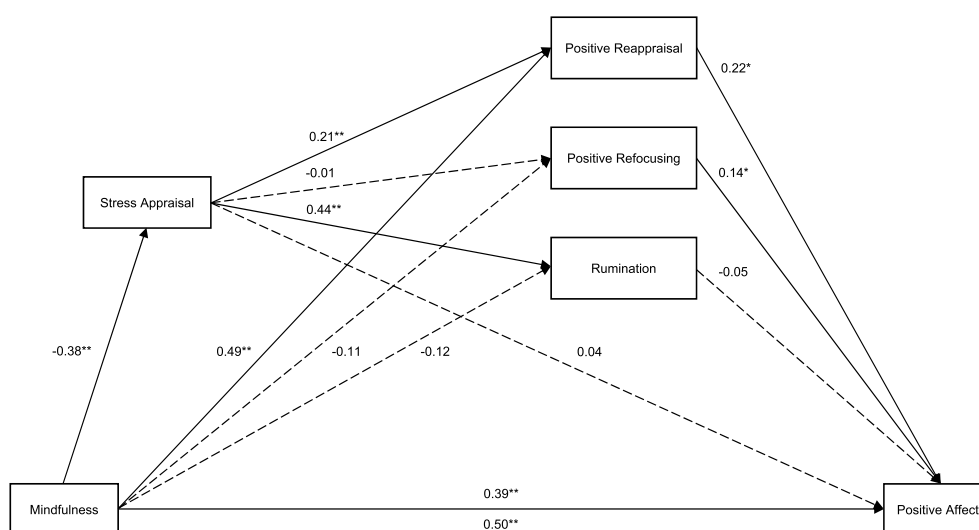 Positive Reappraisal
0.22*
0.21**
Positive Refocusing
-0.01
0.14*
Stress Appraisal
0.44**
Rumination
-0.05
-0.38**
0.49**
-0.11
-0.12
0.04
0.39**
Mindfulness
Positive Affect
0.50**